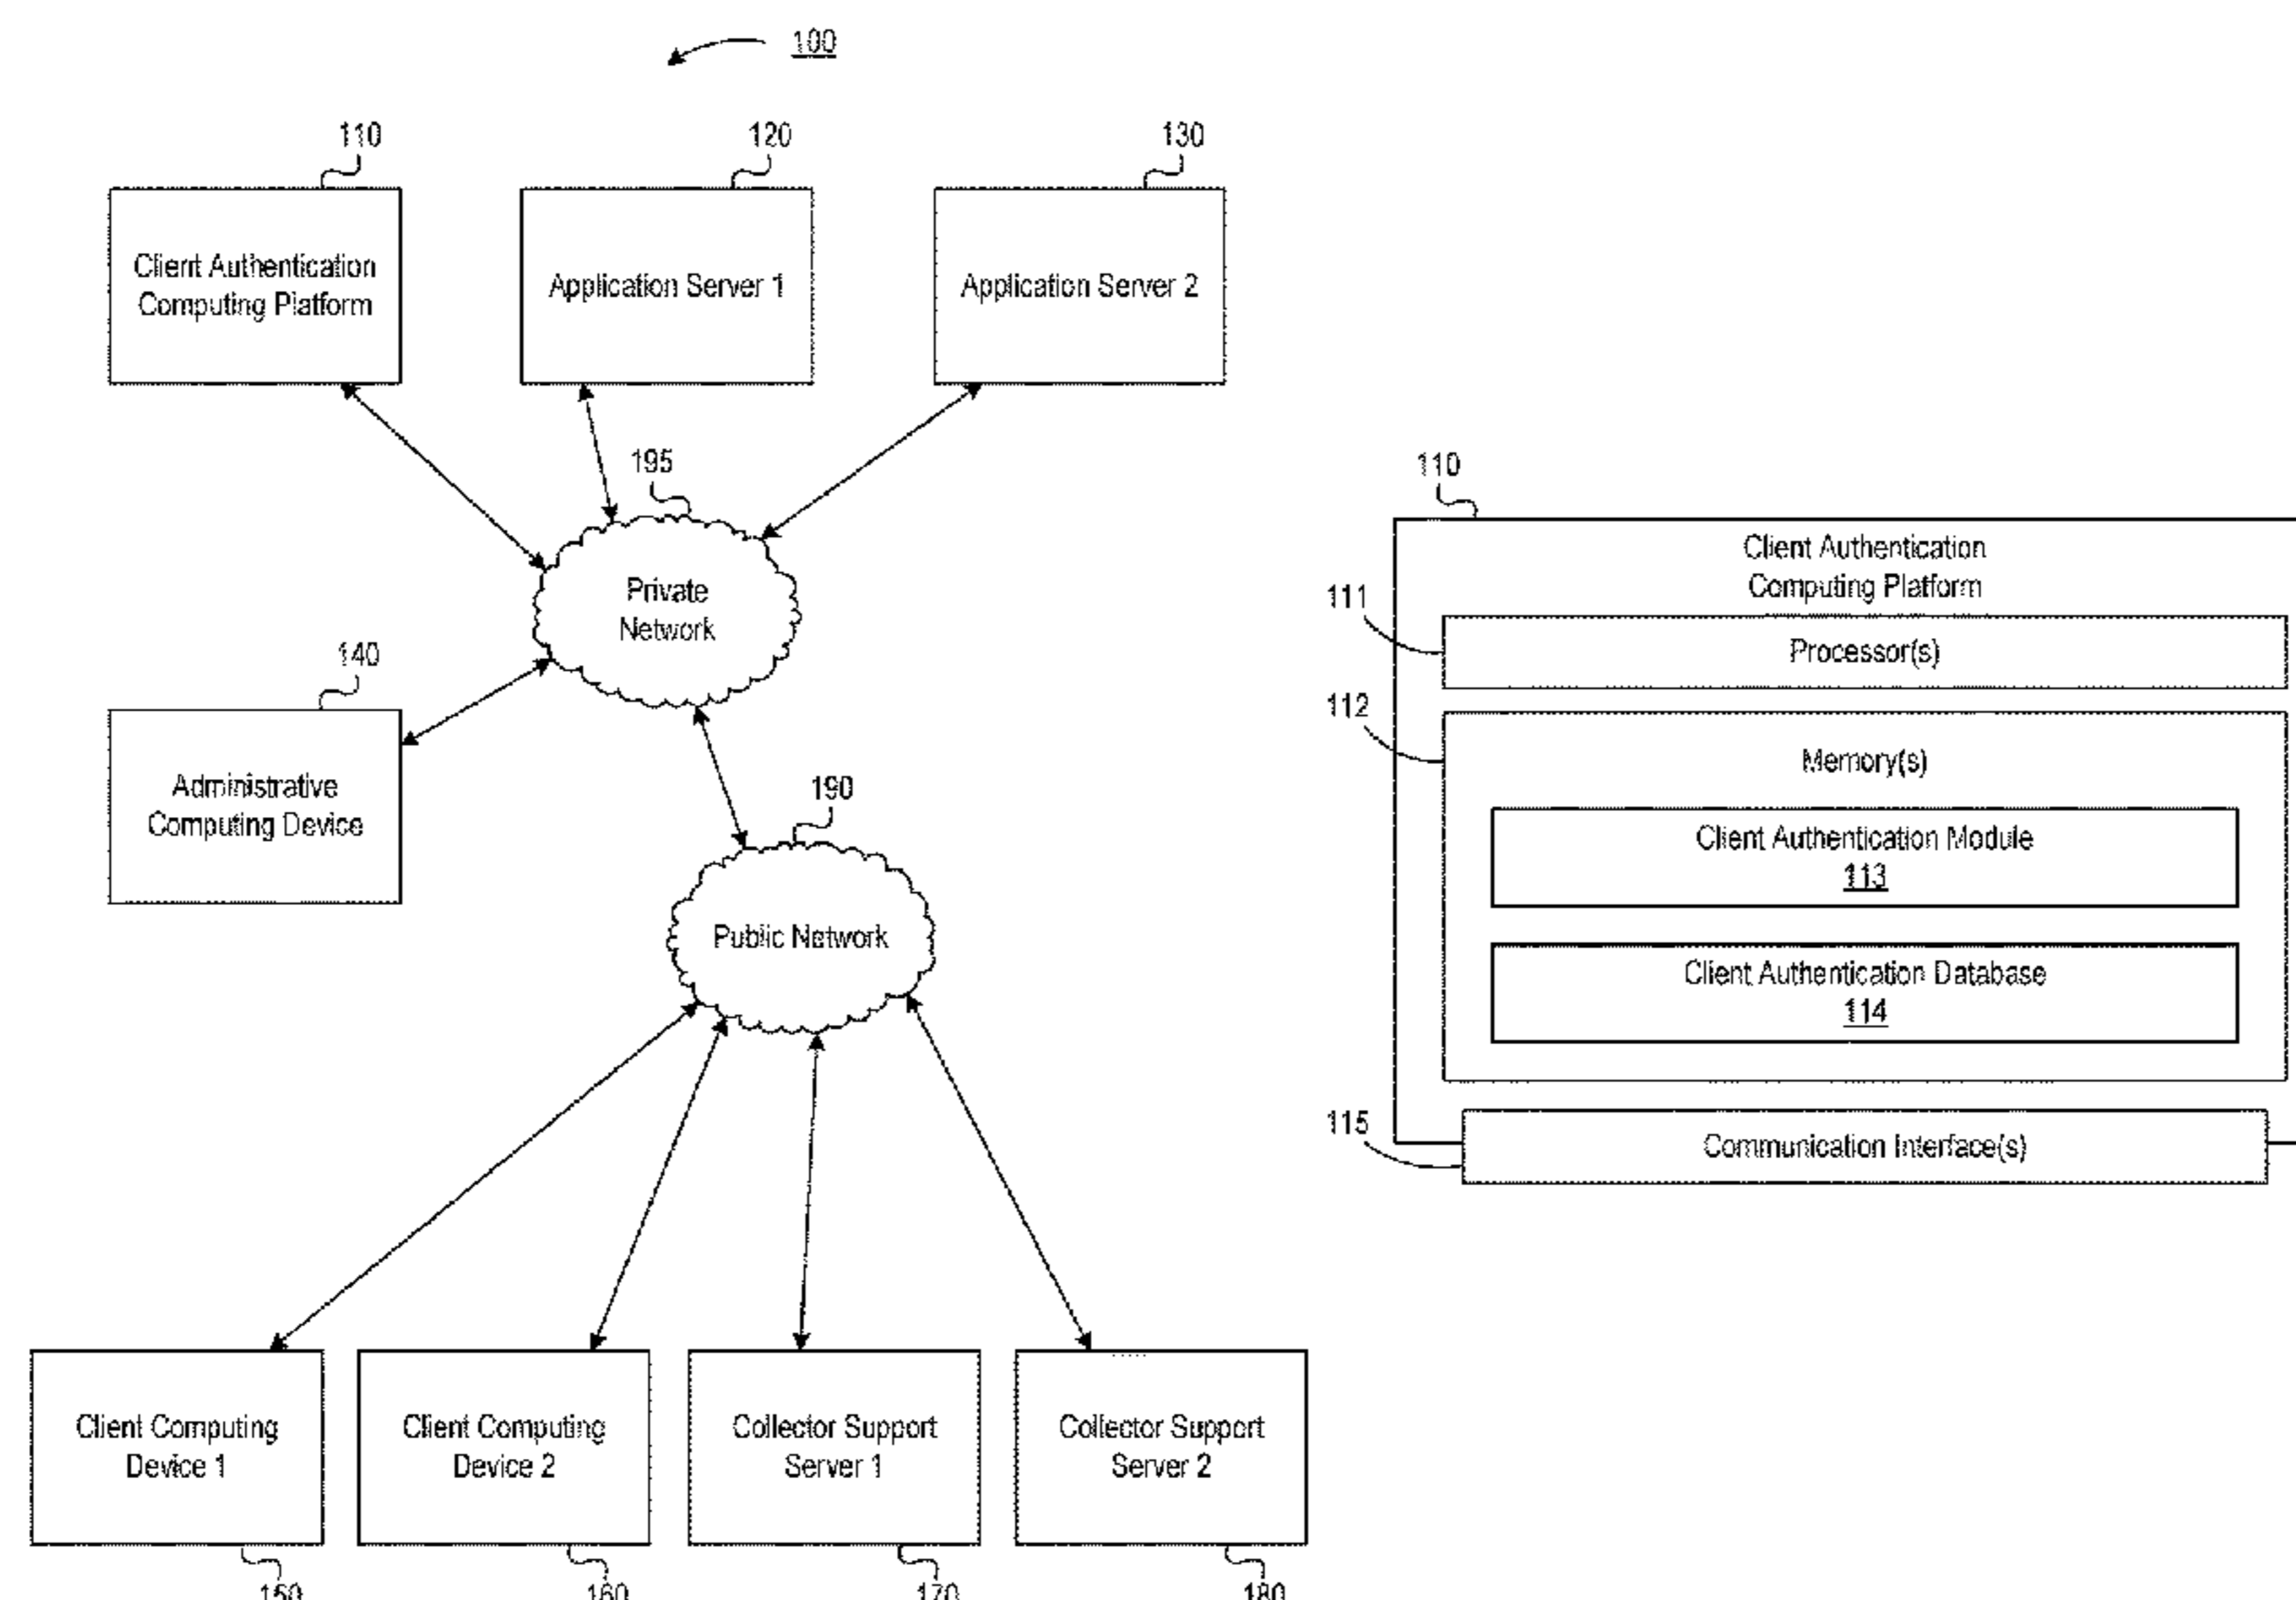 100
110
120
130
Client Authentication
Computing Platform
Application Server 1
Application Server 2
195
Private
Network
140
Administrative
Computing Device
190
Public Network
Client Computing
Device 1
Client Computing
Device 2
Collector Support
Server 1
Collector Support
Server 2
150
160
170
180
110
Client Authentication
Computing Platform
111
Processor(s)
112
Memory(s)
Client Authentication Module
113
Client Authentication Database
114
115
Communication Interface(s)